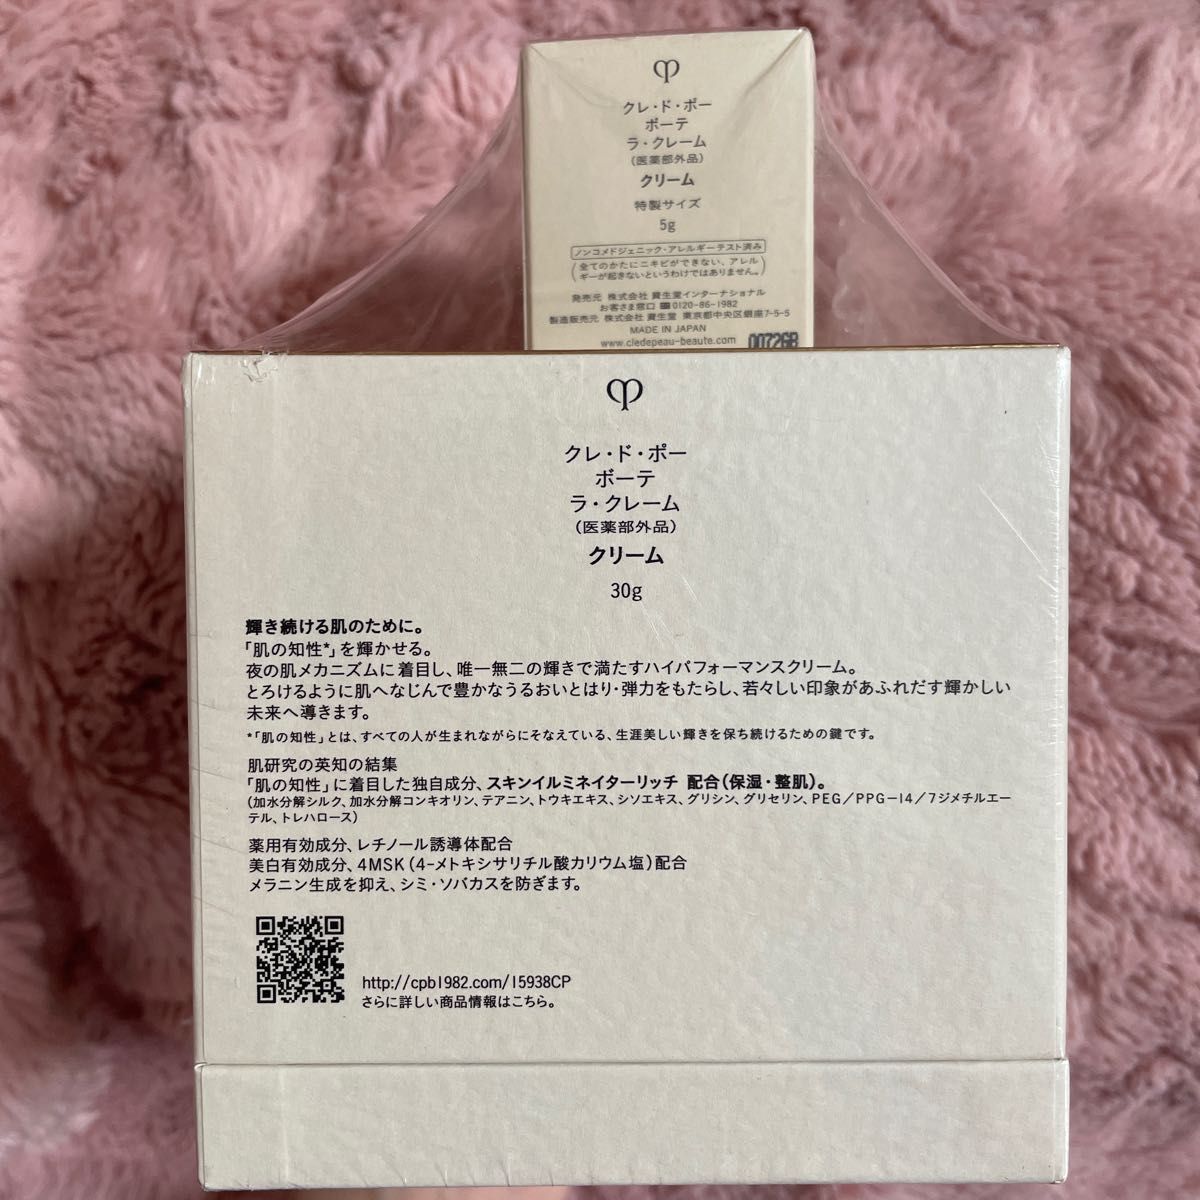 クレ・ド・ポー
ボーテ
ラ・クレーム
(医薬部外品)
クリーム
特製サイズ
5g
ノンコメドジェニック・アレルギーテスト済み
(全てのかたにニキビができない、アレル
ギーが起きないというわけではありません。)
発売元 株式会社 資生堂インターナショナル
お客さま窓口 ☎0120-86-1982
製造販売元 株式会社 資生堂 東京都中央区銀座7-5-5
MADE IN JAPAN
www.cledepeau-beaute.com
クレ・ド・ポー
ボーテ
ラ・クレーム
(医薬部外品)
クリーム
30g
輝き続ける肌のために。
「肌の知性*」を輝かせる。
夜の肌メカニズムに着目し、唯一無二の輝きで満たすハイパフォーマンスクリーム。
とろけるように肌へなじんで豊かなうるおいとはり・弾力をもたらし、若々しい印象があふれだす輝かしい
未来へ導きます。
*「肌の知性」とは、すべての人が生まれながらにそなえている、生涯美しい輝きを保ち続けるための鍵です。
肌研究の英知の結集
「肌の知性」に着目した独自成分、スキンイルミネイターリッチ 配合(保湿・整肌)。
(加水分解シルク、加水分解コンキオリン、テアニン、トウキエキス、シソエキス、グリシン、グリセリン、PEG/PPG-14/7ジメチルエー
テル、トレハロース)
薬用有効成分、レチノール誘導体配合
美白有効成分、4MSK(4-メトキシサリチル酸カリウム塩)配合
メラニン生成を抑え、シミ・ソバカスを防ぎます。
http://cpb1982.com/15938CP
さらに詳しい商品情報はこちら。